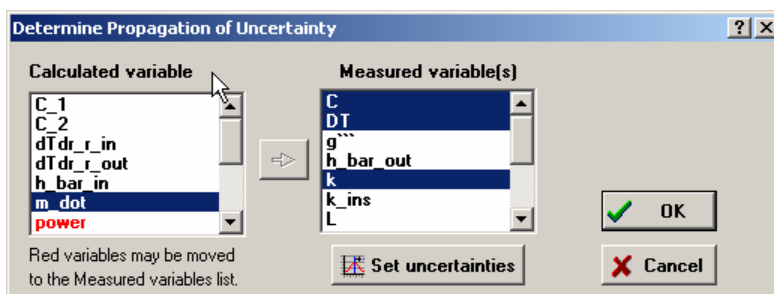 Determine Propagation of Uncertainty
Calculated variable
C_1
C_2
dTdr_r_in
dTdr_r_out
h_bar_in
m_dot
power
Red variables may be moved
to the Measured variables list.
Measured variable(s)
C
DT
g```
h_bar_out
k
k_ins
L
Set uncertainties
OK
Cancel